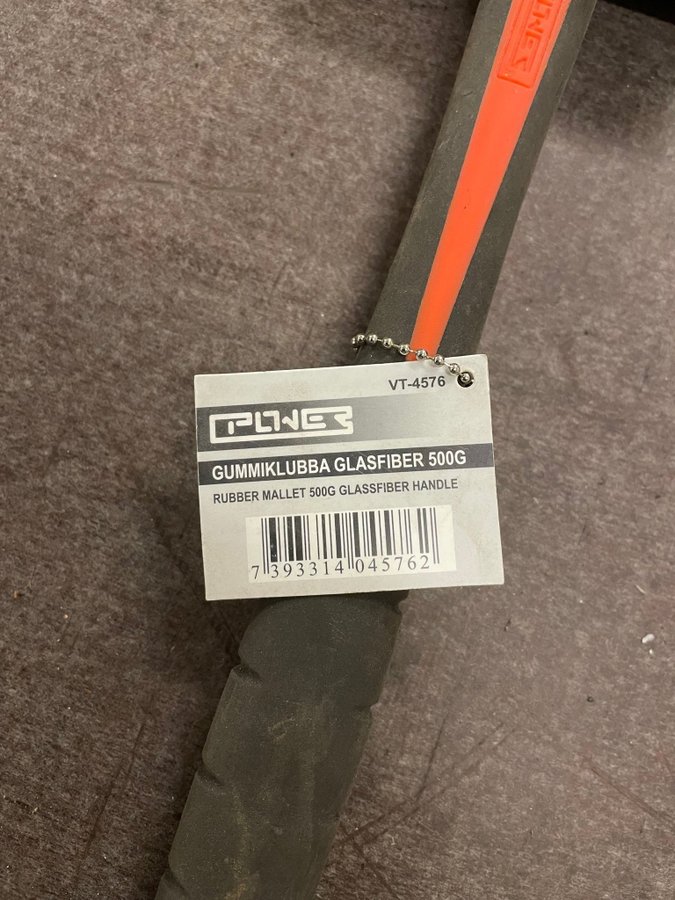 VT-4576
POWER
GUMMIKLUBBA GLASFIBER 500G
RUBBER MALLET 500G GLASSFIBER HANDLE
7 393314 045762